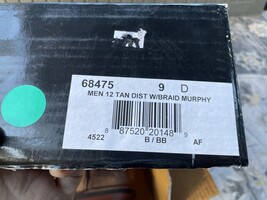 68475 9 D
MEN 12 TAN DIST W/BRAID MURPHY
8 87520 20148 9
4522 B / BB AF